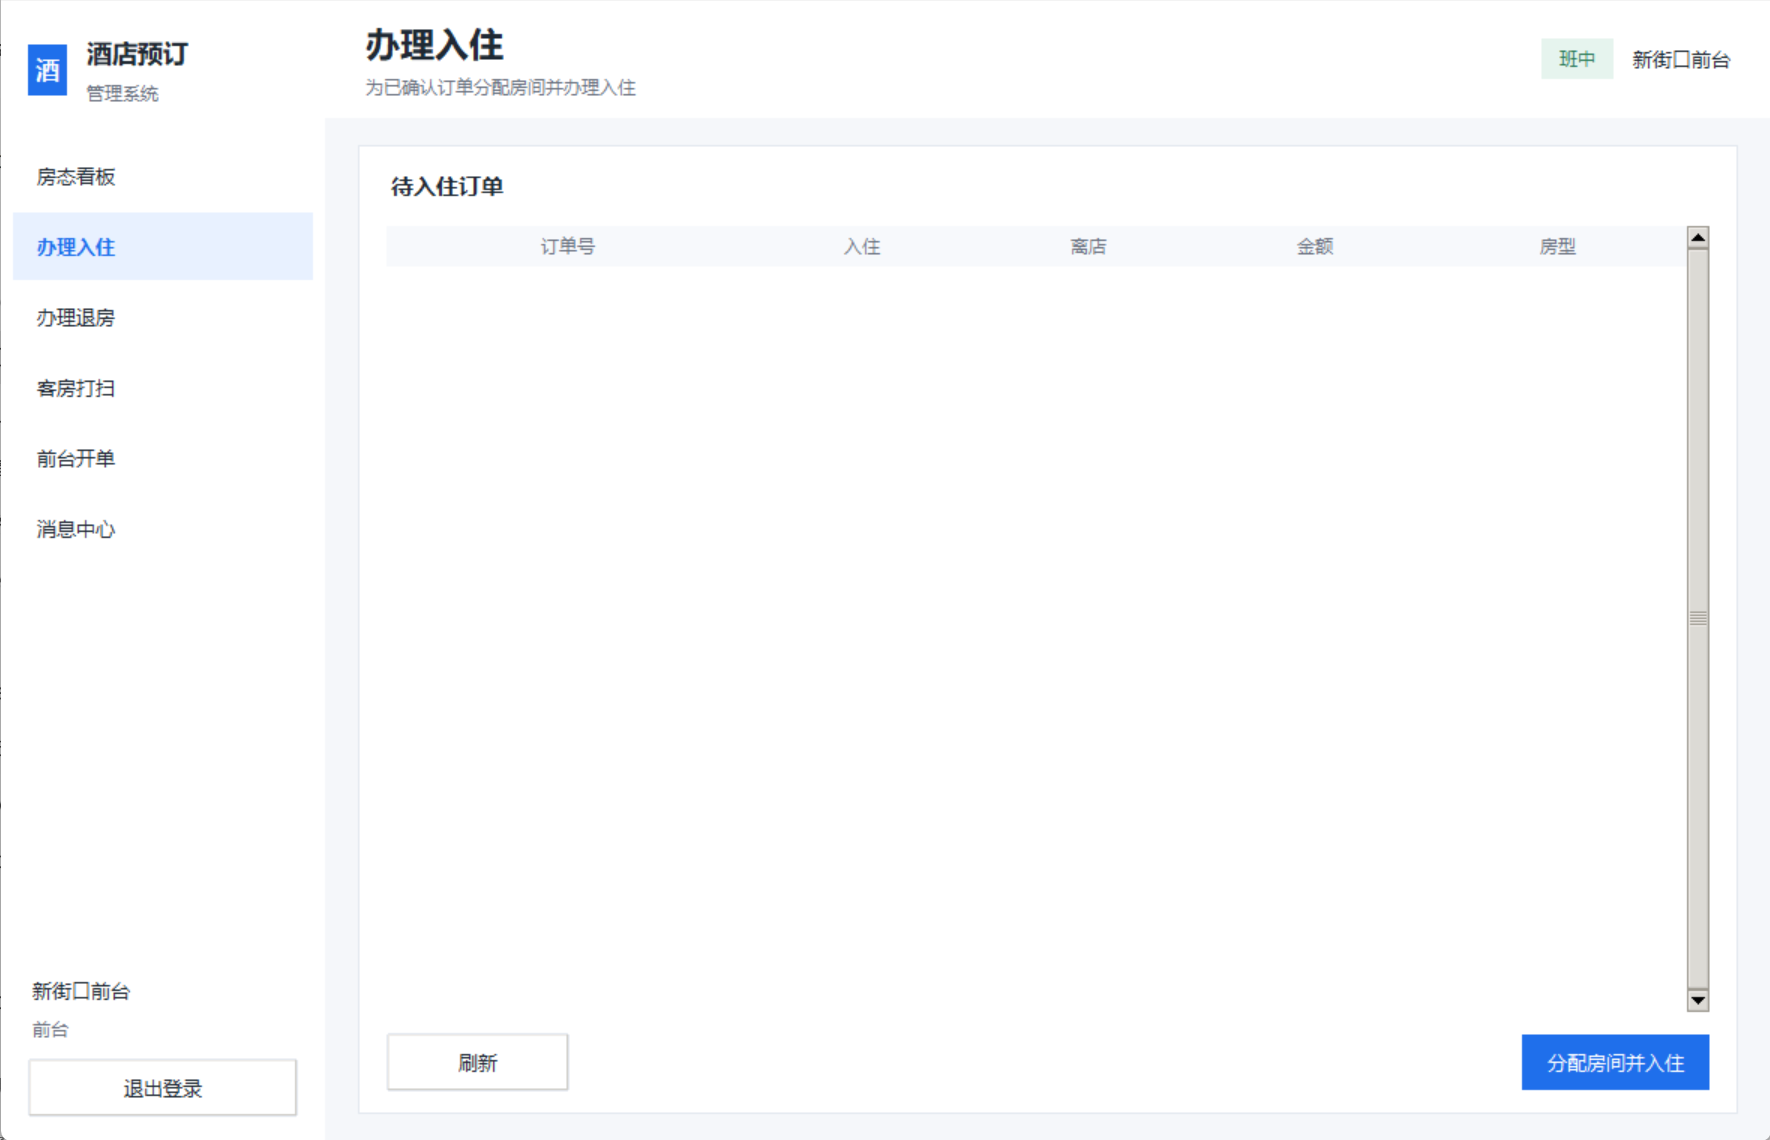 酒
酒店预订
管理系统
房态看板
办理入住
办理退房
客房打扫
前台开单
消息中心
新街口前台
前台
退出登录
办理入住
为已确认订单分配房间并办理入住
班中
新街口前台
待入住订单
订单号 入住 离店 金额 房型
刷新
分配房间并入住